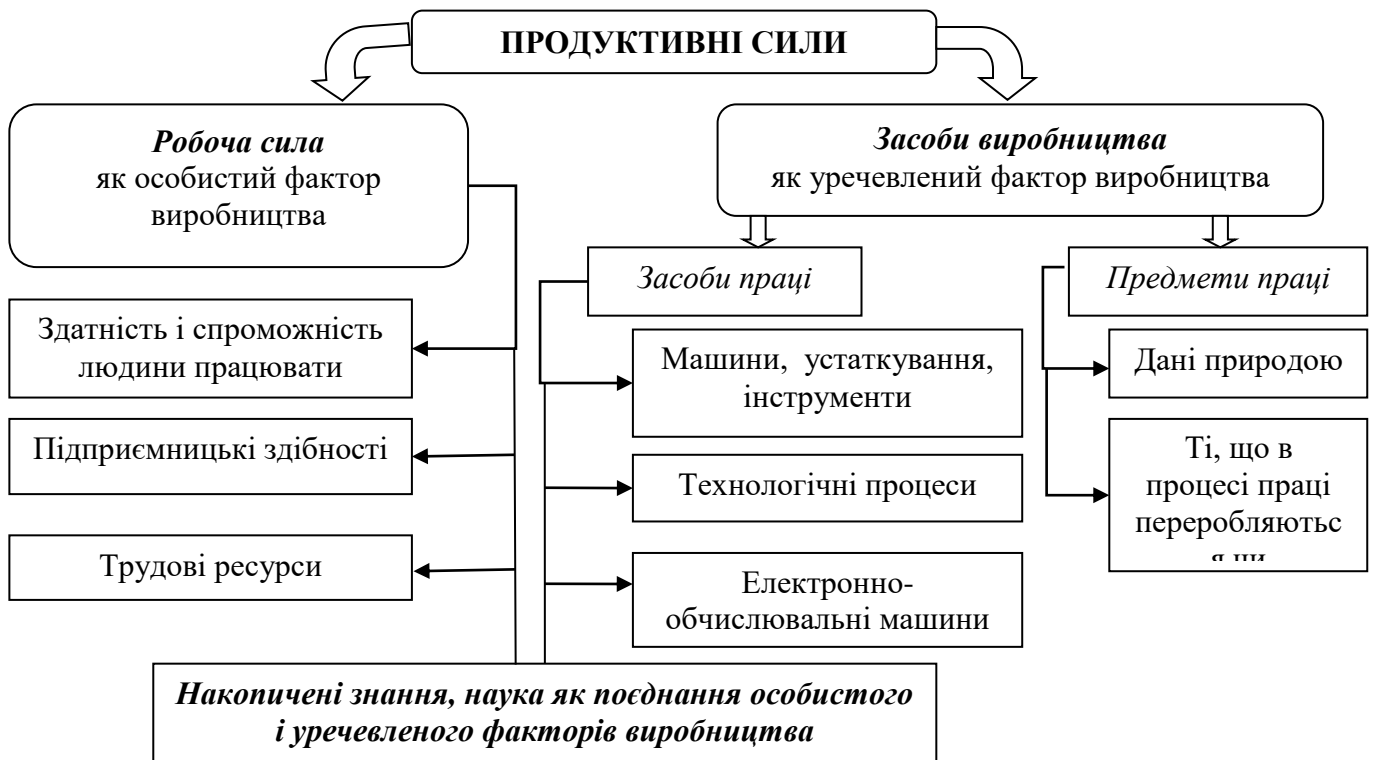 ПРОДУКТИВНІ СИЛИ
Робоча сила
як особистий фактор
виробництва
Засоби виробництва
як уречевлений фактор виробництва
Засоби праці
Предмети праці
Здатність і спроможність
людини працювати
Підприємницькі здібності
Трудові ресурси
Машини, устаткування,
інструменти
Технологічні процеси
Електронно-
обчислювальні машини
Дані природою
Ті, що в
процесі праці
переробляютьс
Накопичені знання, наука як поєднання особистого
і уречевленого факторів виробництва